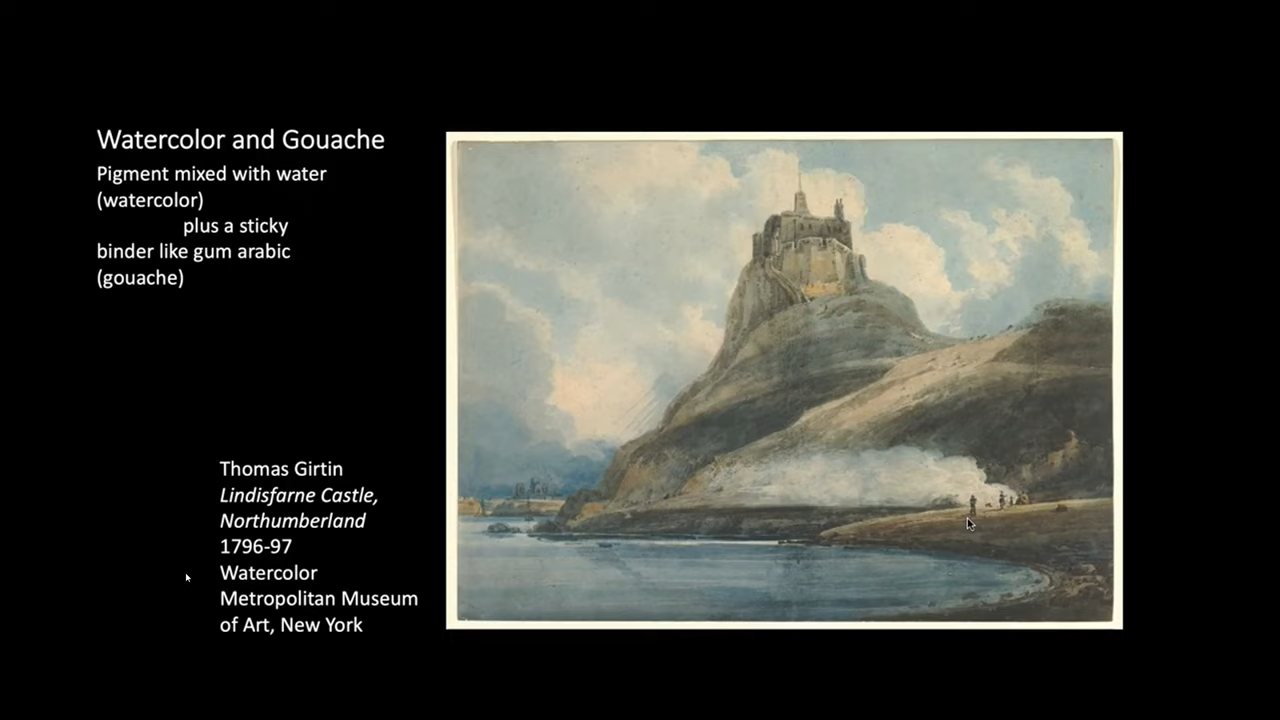 Watercolor and Gouache
Pigment mixed with water
(watercolor)
plus a sticky
binder like gum arabic
(gouache)
Thomas Girtin
Lindisfarne Castle,
Northumberland
1796-97
Watercolor
Metropolitan Museum
of Art, New York